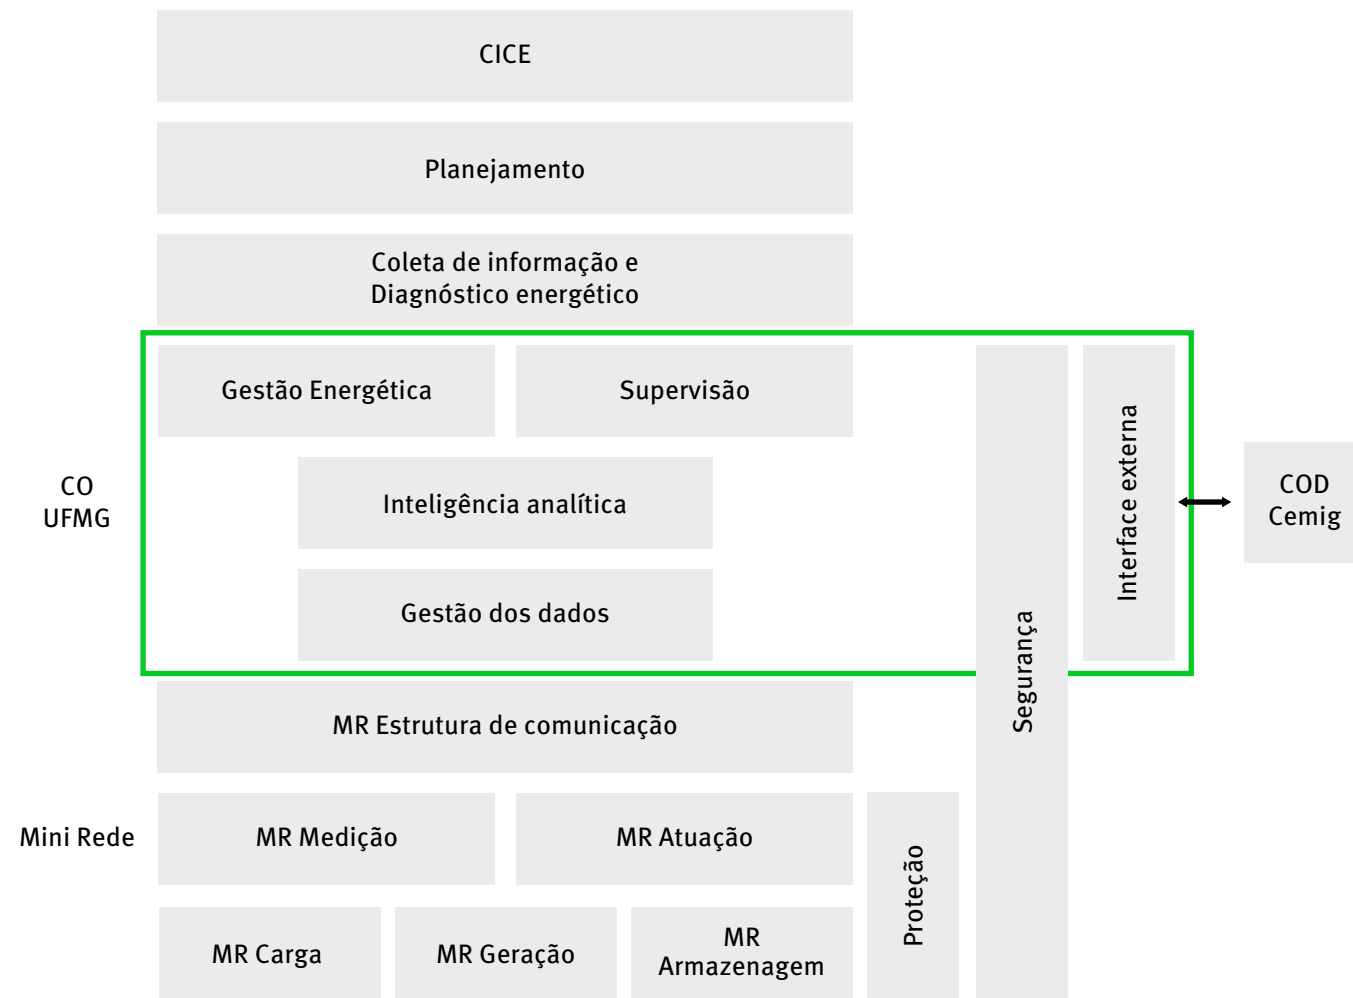 CICE
Planejamento
Coleta de informação e
Diagnóstico energético
Gestão Energética
Supervisão
Inteligência analítica
Gestão dos dados
CO
UFMG
Segurança
Interface externa
COD
Cemig
MR Estrutura de comunicação
Mini Rede
MR Medição
MR Atuação
Proteção
MR Carga
MR Geração
MR
Armazenagem